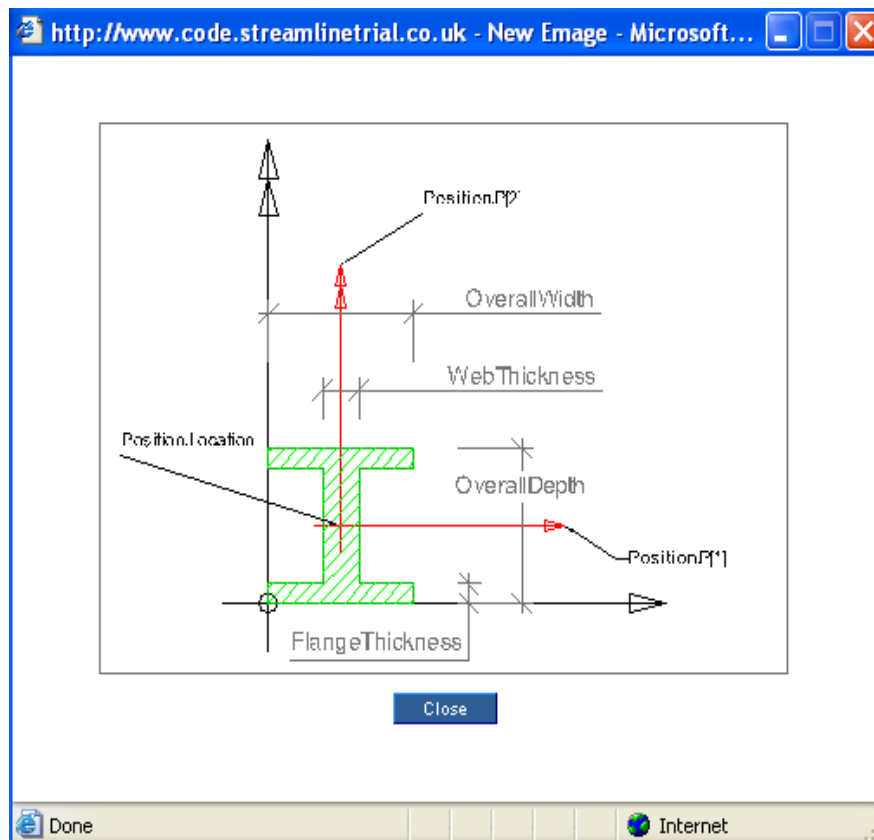 http://www.code.streamlinetrial.co.uk - New Emage - Microsoft...
Position.P[2]
OverallWidth
WebThickness
Position.Location
OverallDepth
Position.P[1]
FlangeThickness
Close
Done
Internet